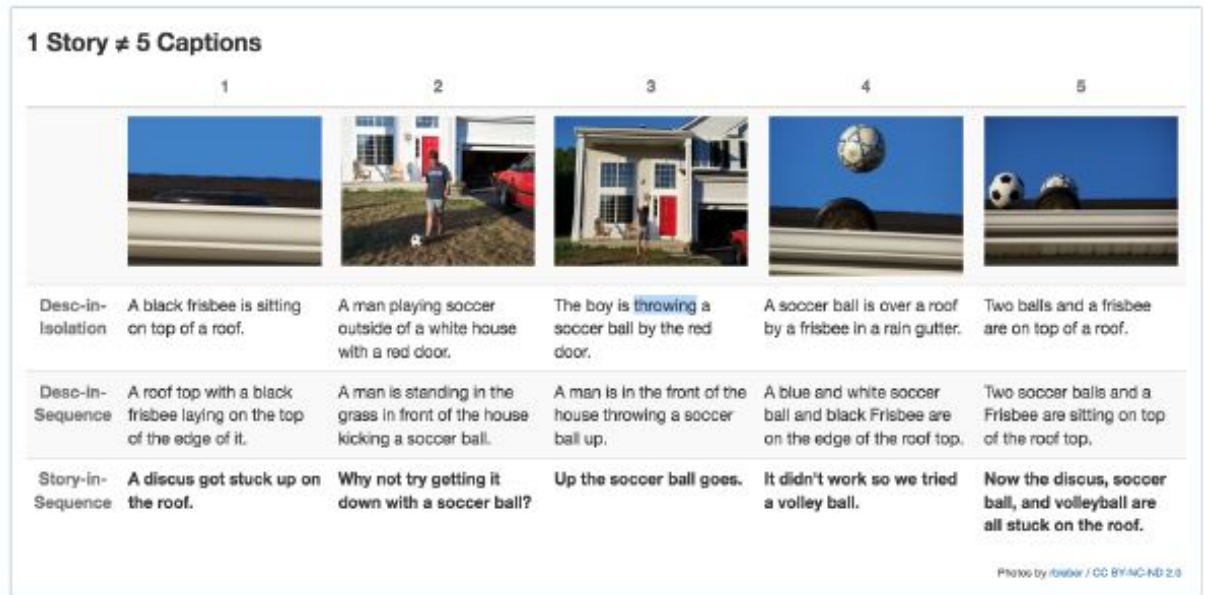 1 Story ≠ 5 Captions
1 2 3 4 5
Desc-in-Isolation
A black frisbee is sitting
on top of a roof.
A man playing soccer
outside of a white house
with a red door.
The boy is throwing a
soccer ball by the red
door.
A soccer ball is over a roof
by a frisbee in a rain gutter.
Two balls and a frisbee
are on top of a roof.
Desc-in-Sequence
A roof top with a black
frisbee laying on the top
of the edge of it.
A man is standing in the
grass in front of the house
kicking a soccer ball.
A man is in the front of the
house throwing a soccer
ball up.
A blue and white soccer
ball and black Frisbee are
on the edge of the roof top.
Two soccer balls and a
Frisbee are sitting on top
of the roof top.
Story-in-Sequence
A discus got stuck up on
the roof.
Why not try getting it
down with a soccer ball?
Up the soccer ball goes.
It didn't work so we tried
a volley ball.
Now the discus, soccer
ball, and volleyball are
all stuck on the roof.
Photos by / CC BY-NC-ND 2.0